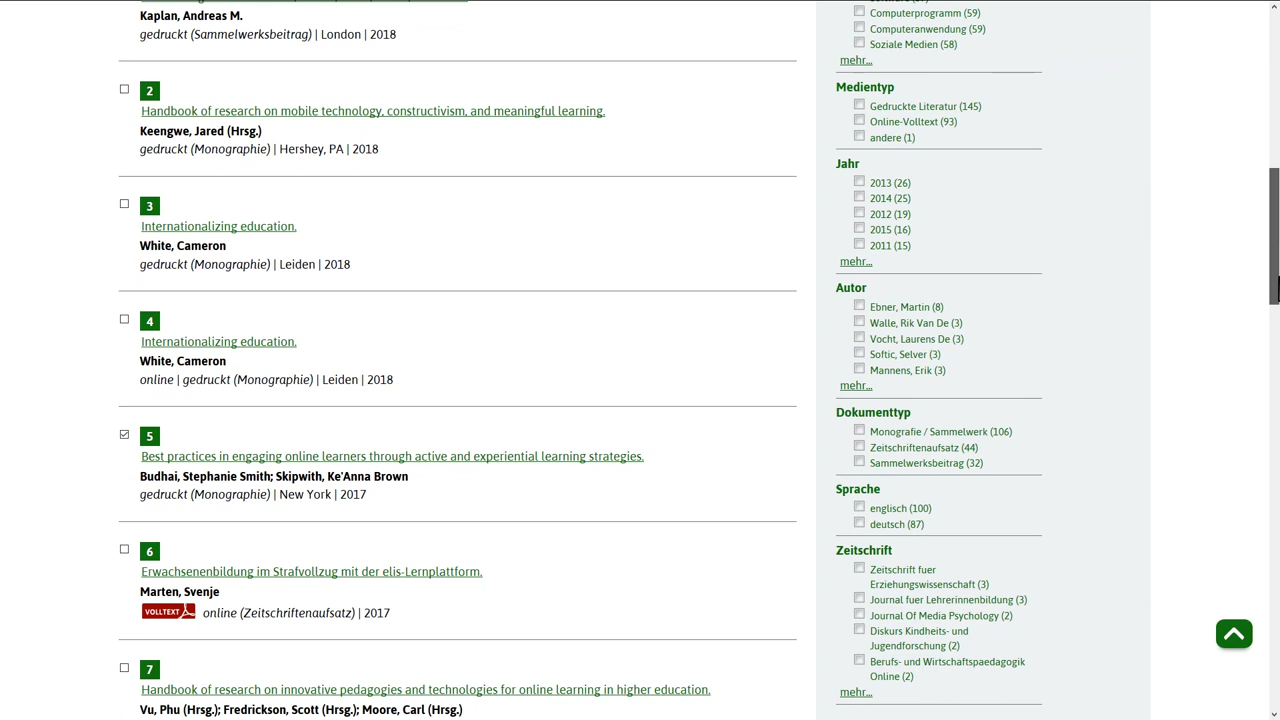 Kaplan, Andreas M.
gedruckt (Sammelwerksbeitrag) | London | 2018
2
Handbook of research on mobile technology, constructivism, and meaningful learning.
Keengwe, Jared (Hrsg.)
gedruckt (Monographie) | Hershey, PA | 2018
3
Internationalizing education.
White, Cameron
gedruckt (Monographie) | Leiden | 2018
4
Internationalizing education.
White, Cameron
online | gedruckt (Monographie) | Leiden | 2018
5
Best practices in engaging online learners through active and experiential learning strategies.
Budhai, Stephanie Smith; Skipwith, Ke'Anna Brown
gedruckt (Monographie) | New York | 2017
6
Erwachsenenbildung im Strafvollzug mit der elis-Lernplattform.
Marten, Svenje
VOLLTEXT online (Zeitschriftenaufsatz) | 2017
7
Handbook of research on innovative pedagogies and technologies for online learning in higher education.
Vu, Phu (Hrsg.); Fredrickson, Scott (Hrsg.); Moore, Carl (Hrsg.)
Computerprogramm (59)
Computeranwendung (59)
Soziale Medien (58)
mehr...
Medientyp
Gedruckte Literatur (145)
Online-Volltext (93)
andere (1)
Jahr
2013 (26)
2014 (25)
2012 (19)
2015 (16)
2011 (15)
mehr...
Autor
Ebner, Martin (8)
Walle, Rik Van De (3)
Vocht, Laurens De (3)
Softic, Selver (3)
Mannens, Erik (3)
mehr...
Dokumenttyp
Monografie / Sammelwerk (106)
Zeitschriftenaufsatz (44)
Sammelwerksbeitrag (32)
Sprache
englisch (100)
deutsch (87)
Zeitschrift
Zeitschrift fuer
Erziehungswissenschaft (3)
Journal fuer Lehrerinnenbildung (3)
Journal Of Media Psychology (2)
Diskurs Kindheits- und
Jugendforschung (2)
Berufs- und Wirtschaftspaedagogik
Online (2)
mehr...